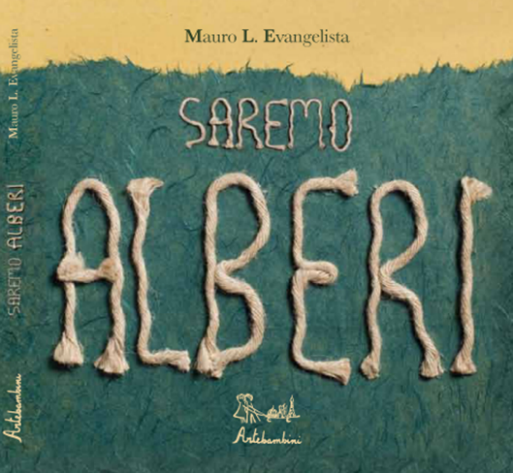 Mauro L. Evangelista
SAREMO
ALBERI
Artebambini
Mauro L. Evangelista
SAREMO ALBERI
Artebambini